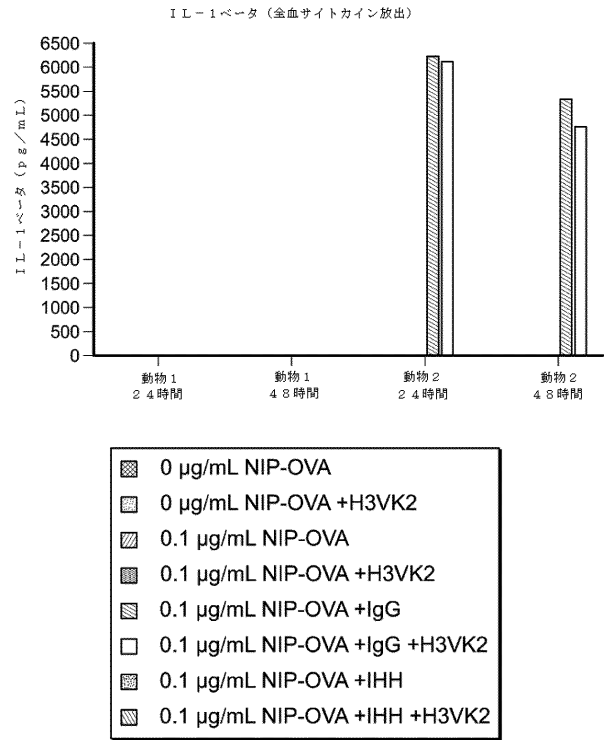 ＩＬ－１ベータ（全血サイトカイン放出）
ＩＬ－１ベータ（ｐｇ／ｍＬ）
6500
6000
5500
5000
4500
4000
3500
3000
2500
2000
1500
1000
500
0
動物１
２４時間
動物１
４８時間
動物２
２４時間
動物２
４８時間
0 µg/mL NIP-OVA
0 µg/mL NIP-OVA +H3VK2
0.1 µg/mL NIP-OVA
0.1 µg/mL NIP-OVA +H3VK2
0.1 µg/mL NIP-OVA +IgG
0.1 µg/mL NIP-OVA +IgG +H3VK2
0.1 µg/mL NIP-OVA +IHH
0.1 µg/mL NIP-OVA +IHH +H3VK2